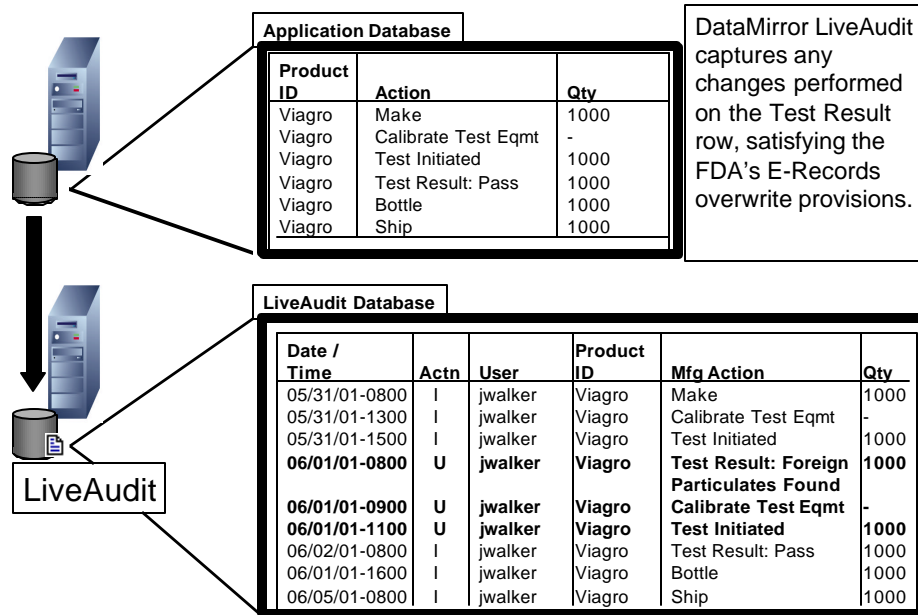 Application Database
Product
ID Action Qty
Viagro Make 1000
Viagro Calibrate Test Eqmt -
Viagro Test Initiated 1000
Viagro Test Result: Pass 1000
Viagro Bottle 1000
Viagro Ship 1000
DataMirror LiveAudit
captures any
changes performed
on the Test Result
row, satisfying the
FDA's E-Records
overwrite provisions.
LiveAudit Database
Date / Product
Time Actn User ID Mfg Action Qty
05/31/01-0800 I jwalker Viagro Make 1000
05/31/01-1300 I jwalker Viagro Calibrate Test Eqmt -
05/31/01-1500 I jwalker Viagro Test Initiated 1000
06/01/01-0800 U jwalker Viagro Test Result: Foreign 1000
Particulates Found
06/01/01-0900 U jwalker Viagro Calibrate Test Eqmt -
06/01/01-1100 U jwalker Viagro Test Initiated 1000
06/02/01-0800 I jwalker Viagro Test Result: Pass 1000
06/01/01-1600 I jwalker Viagro Bottle 1000
06/05/01-0800 I jwalker Viagro Ship 1000
LiveAudit